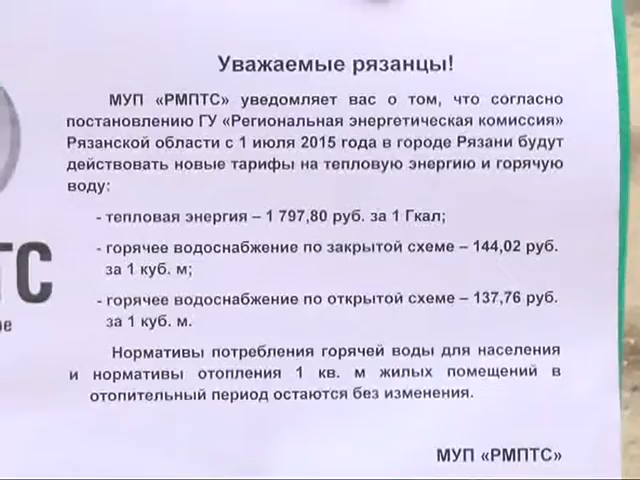 Уважаемые рязанцы!
МУП «РМПТС» уведомляет вас о том, что согласно
постановлению ГУ «Региональная энергетическая комиссия»
Рязанской области с 1 июля 2015 года в городе Рязани будут
действовать новые тарифы на тепловую энергию и горячую
воду:
- тепловая энергия – 1 797,80 руб. за 1 Гкал;
- горячее водоснабжение по закрытой схеме – 144,02 руб.
за 1 куб. м;
- горячее водоснабжение по открытой схеме – 137,76 руб.
за 1 куб. м.
Нормативы потребления горячей воды для населения
и нормативы отопления 1 кв. м жилых помещений в
отопительный период остаются без изменения.
МУП «РМПТС»
ТС